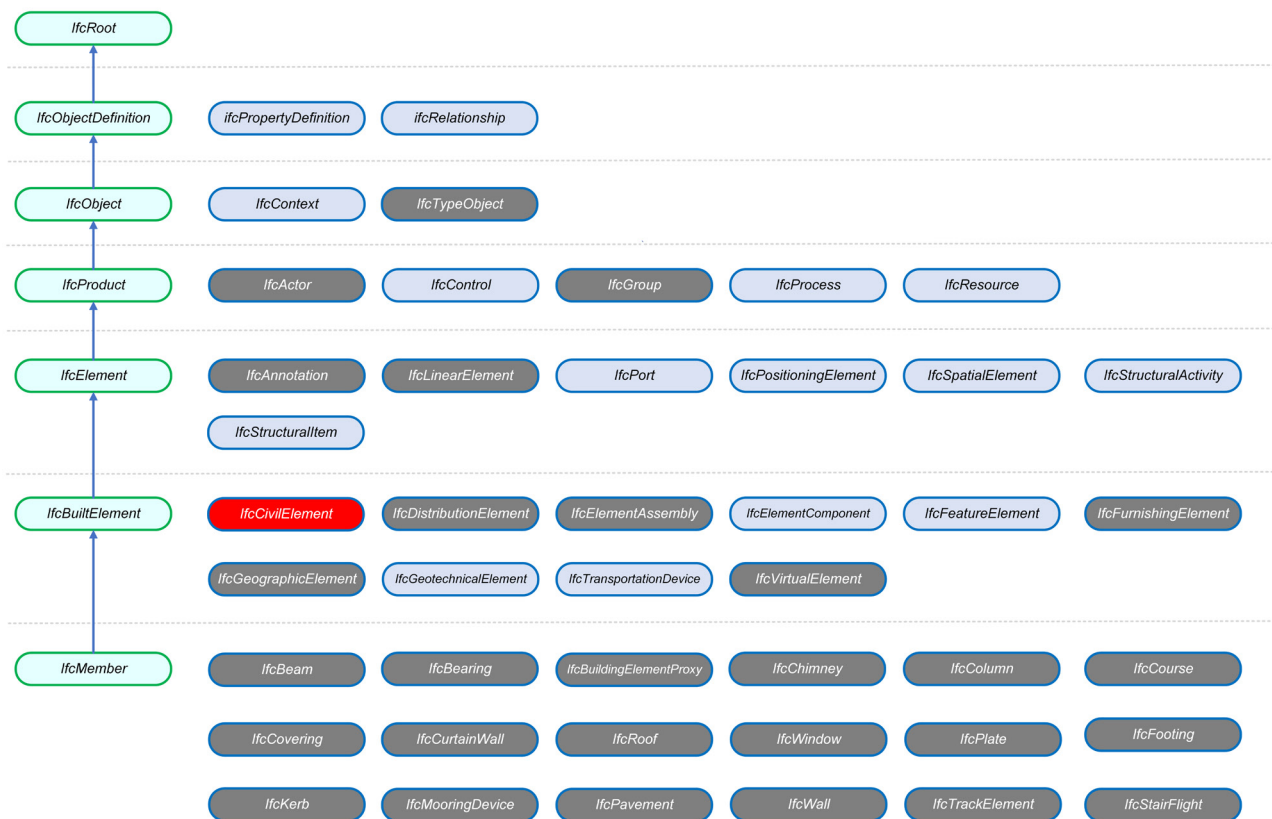 IfcRoot
IfcObjectDefinition ifcPropertyDefinition ifcRelationship
IfcObject IfcContext IfcTypeObject
IfcProduct IfcActor IfcControl IfcGroup IfcProcess IfcResource
IfcElement IfcAnnotation IfcLinearElement IfcPort IfcPositioningElement IfcSpatialElement IfcStructuralActivity
IfcStructuralItem
IfcBuiltElement IfcCivilElement IfcDistributionElement IfcElementAssembly IfcElementComponent IfcFeatureElement IfcFurnishingElement
IfcGeographicElement IfcGeotechnicalElement IfcTransportationDevice IfcVirtualElement
IfcMember IfcBeam IfcBearing IfcBuildingElementProxy IfcChimney IfcColumn IfcCourse
IfcCovering IfcCurtainWall IfcRoof IfcWindow IfcPlate IfcFooting
IfcKerb IfcMooringDevice IfcPavement IfcWall IfcTrackElement IfcStairFlight